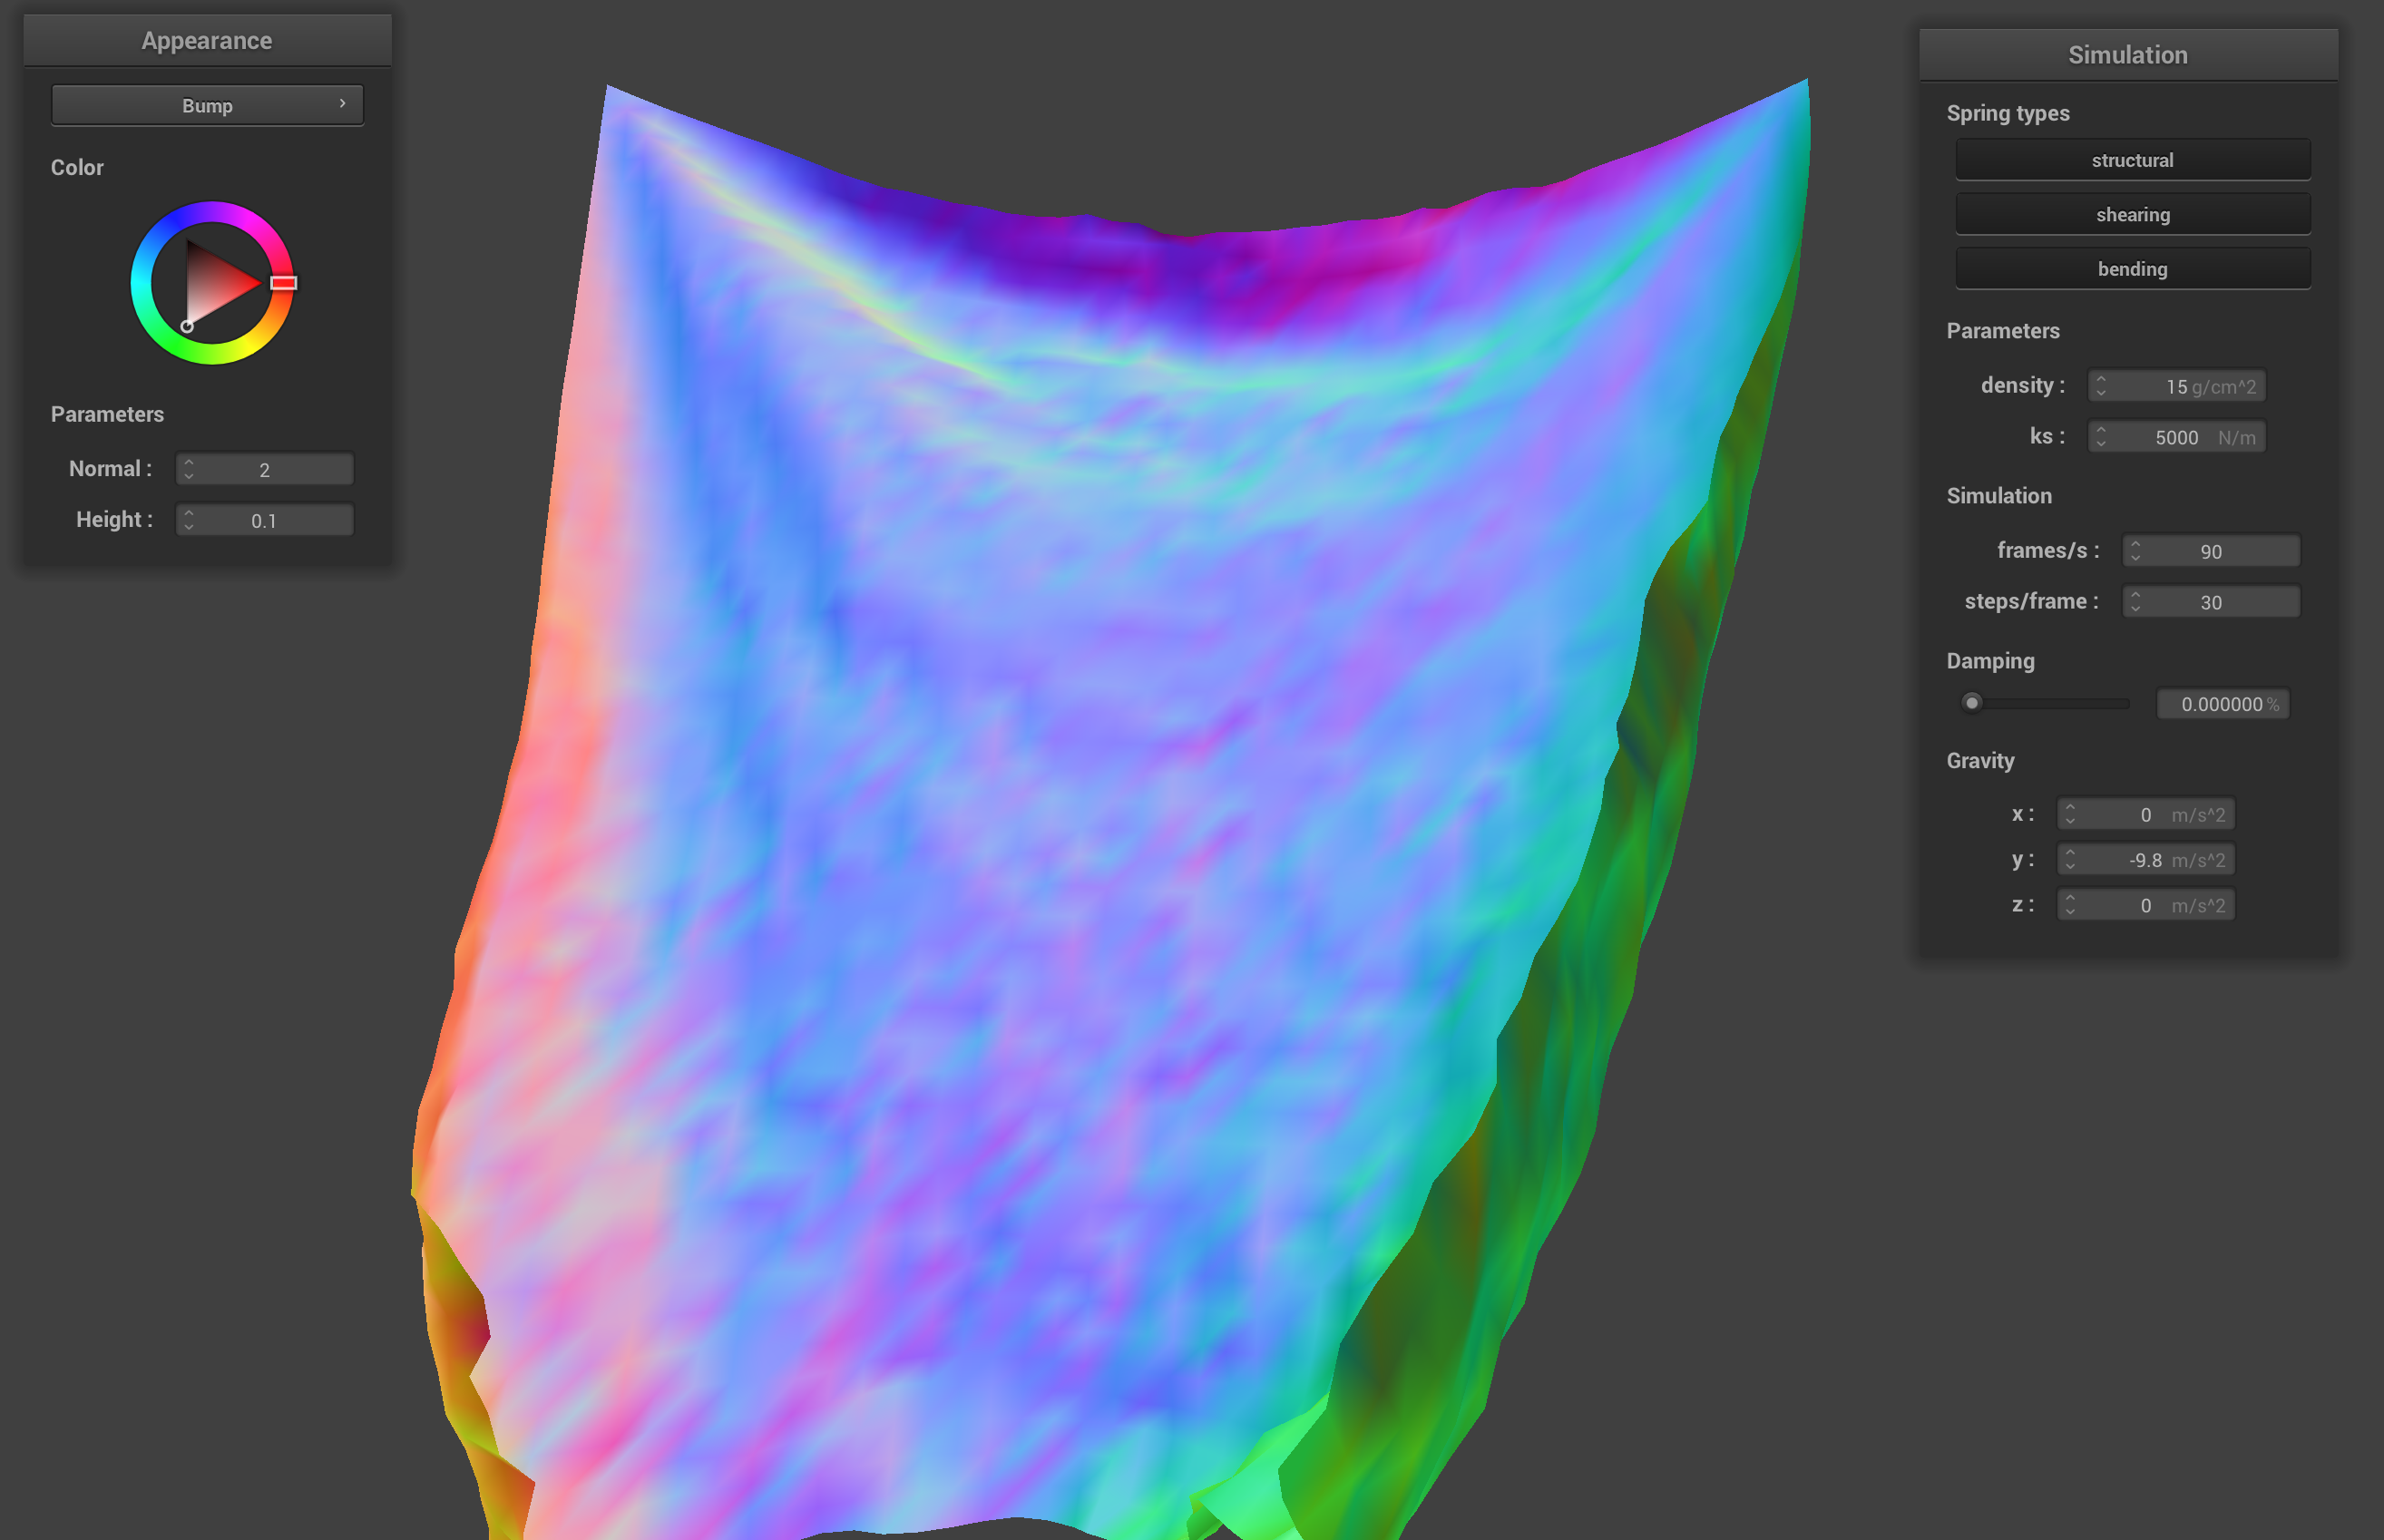 Appearance
Bump
Color
Parameters
Normal :
2
Height :
0.1
Simulation
Spring types
structural
shearing
bending
Parameters
density :
15 g/cm^2
ks :
5000 N/m
Simulation
frames/s :
90
steps/frame :
30
Damping
0.000000 %
Gravity
x :
0 m/s^2
y :
-9.8 m/s^2
z :
0 m/s^2